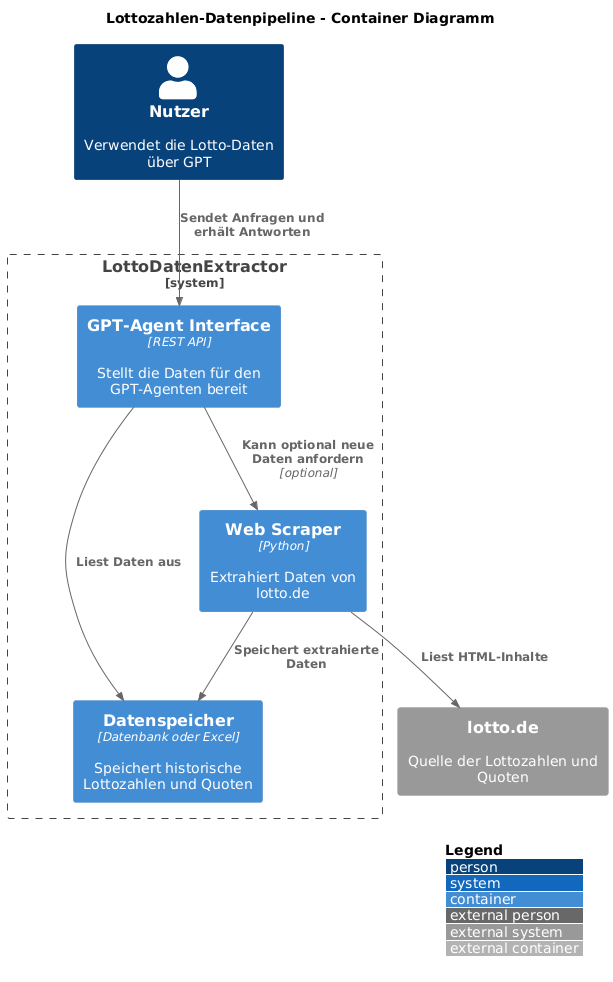 Lottozahlen-Datenpipeline - Container Diagramm
Nutzer
Verwendet die Lotto-Daten
über GPT
Sendet Anfragen und
erhält Antworten
LottoDatenExtractor
[system]
GPT-Agent Interface
[REST API]
Stellt die Daten für den
GPT-Agenten bereit
Kann optional neue
Daten anfordern
[optional]
Web Scraper
[Python]
Extrahiert Daten von
lotto.de
Liest Daten aus
Speichert extrahierte
Daten
Liest HTML-Inhalte
Datenspeicher
[Datenbank oder Excel]
Speichert historische
Lottozahlen und Quoten
lotto.de
Quelle der Lottozahlen und
Quoten
Legend
person
system
container
external person
external system
external container